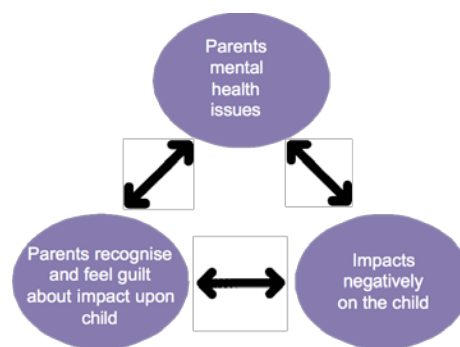 Parents
mental
health
issues
Parents recognise
and feel guilt
about impact upon
child
Impacts
negatively
on the child